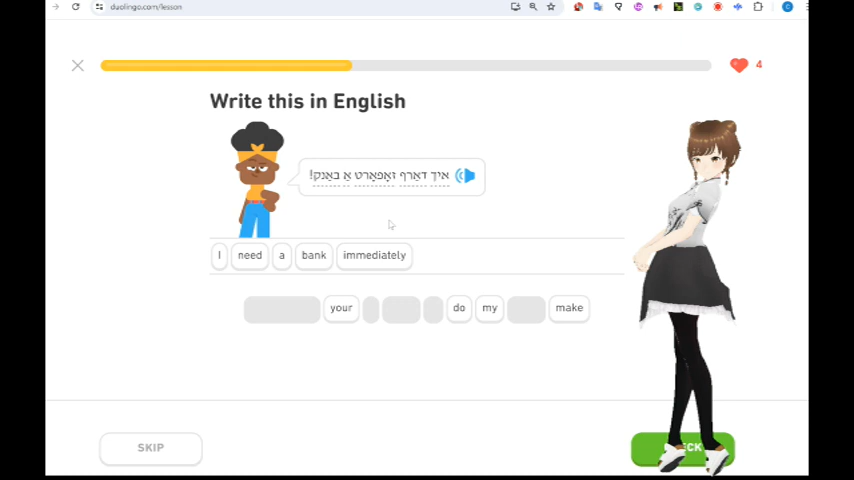 duolingo.com/lesson
4
Write this in English
איך דאַרף זאָפאָרט אַ באַנק!
I need a bank immediately
your do my make
SKIP